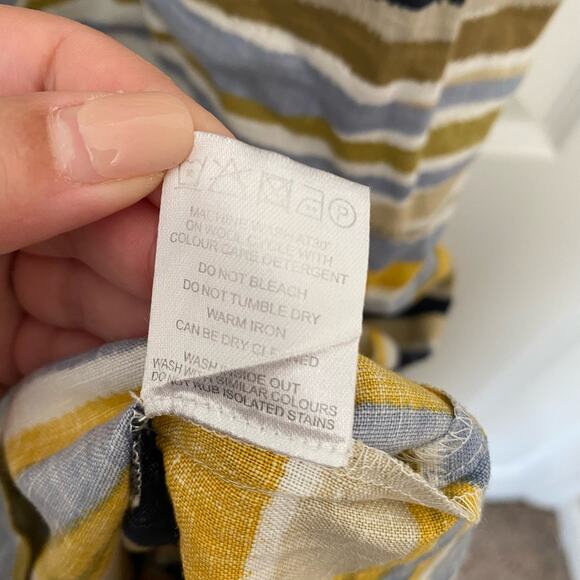 P
MACHINE WASH AT 30°
ON WOOL CYCLE WITH
COLOUR CARE DETERGENT
DO NOT BLEACH
DO NOT TUMBLE DRY
WARM IRON
CAN BE DRY CLEANED
WASH INSIDE OUT
WASH WITH SIMILAR COLOURS
DO NOT RUB ISOLATED STAINS